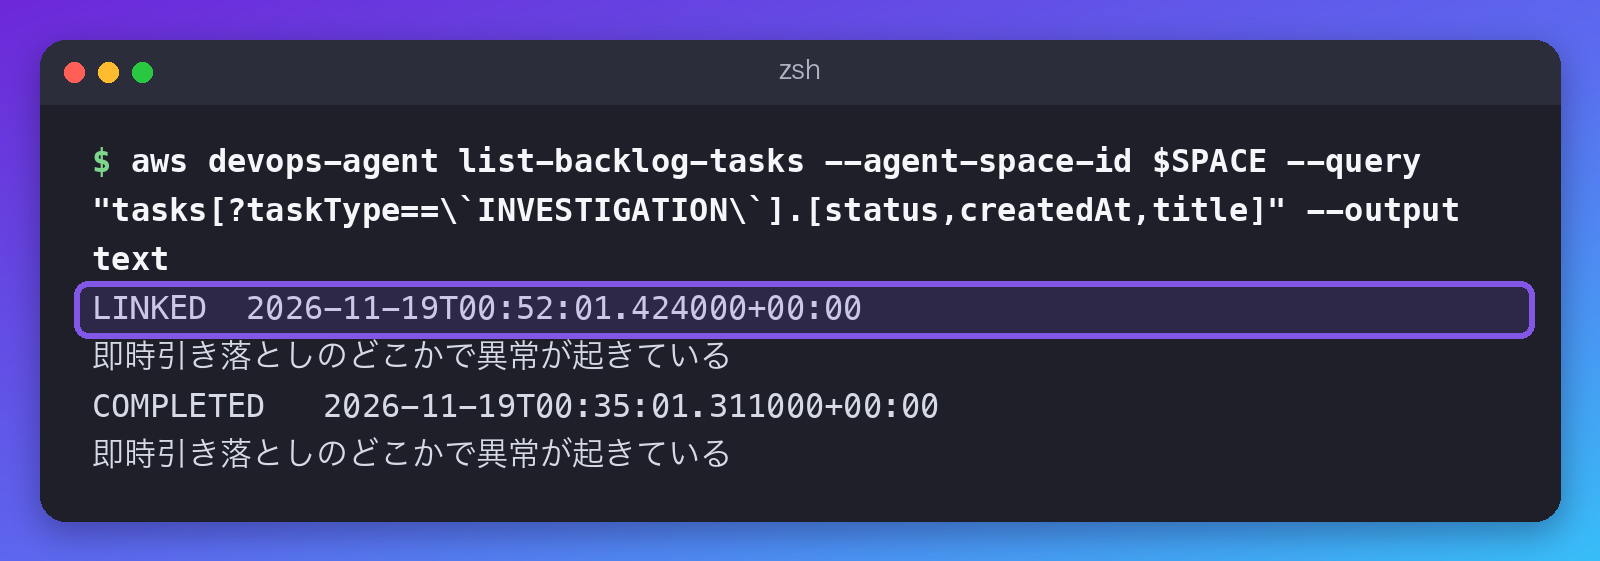 zsh
$ aws devops-agent list-backlog-tasks --agent-space-id $SPACE --query
"tasks[?taskType==\`INVESTIGATION\`].[status,createdAt,title]" --output
text
LINKED  2026-11-19T00:52:01.424000+00:00
即時引き落としのどこかで異常が起きている
COMPLETED   2026-11-19T00:35:01.311000+00:00
即時引き落としのどこかで異常が起きている